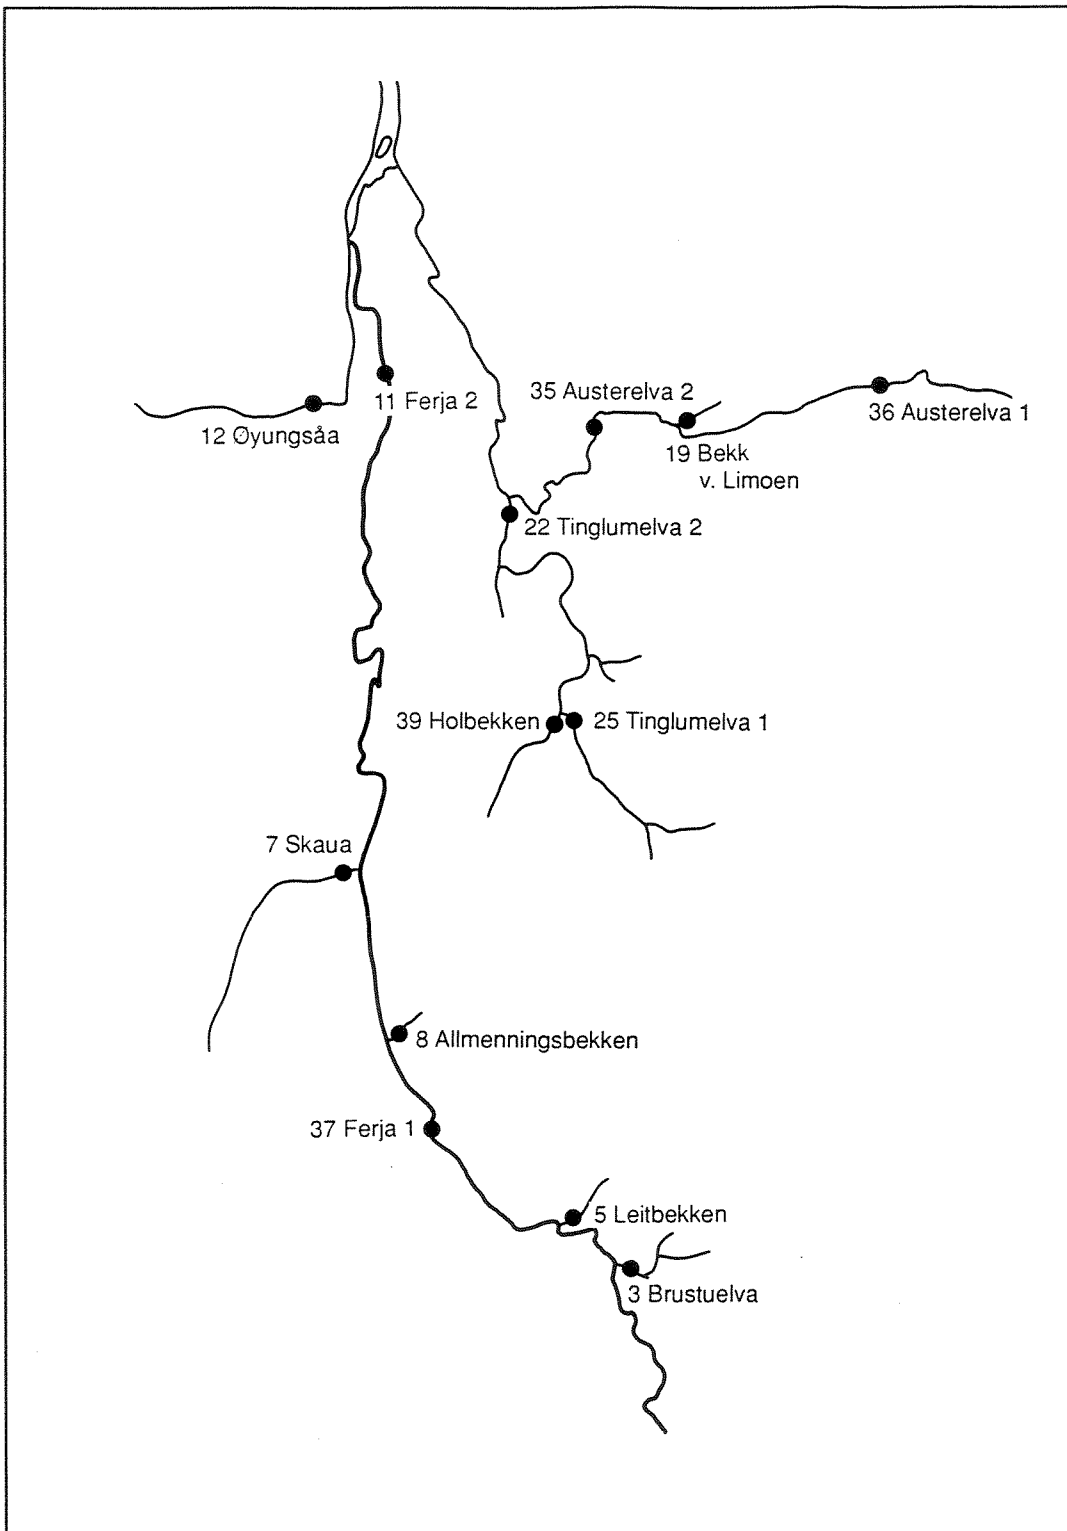 35 Austerelva 2
11 Ferja 2
36 Austerelva 1
12 Øyungsåa
19 Bekk
v. Limoen
22 Tinglumelva 2
39 Holbekken
25 Tinglumelva 1
7 Skaua
8 Allmenningsbekken
37 Ferja 1
5 Leitbekken
3 Brustuelva